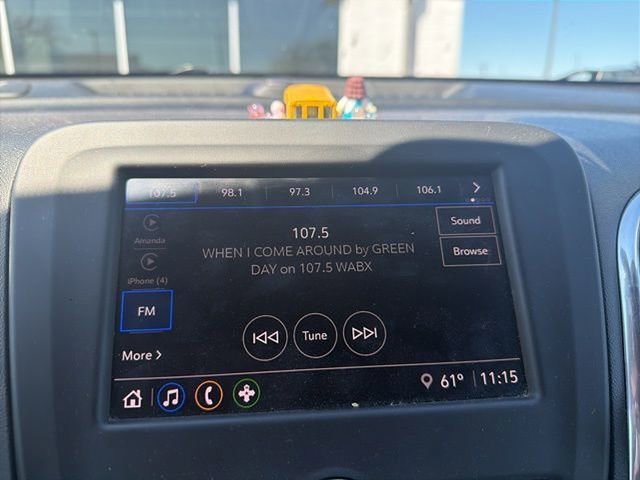 107.5 98.1 97.3 104.9 106.1
107.5
WHEN I COME AROUND by GREEN
DAY on 107.5 WABX
Sound
Browse
Amanda
iPhone (4)
FM
Tune
More
61° 11:15